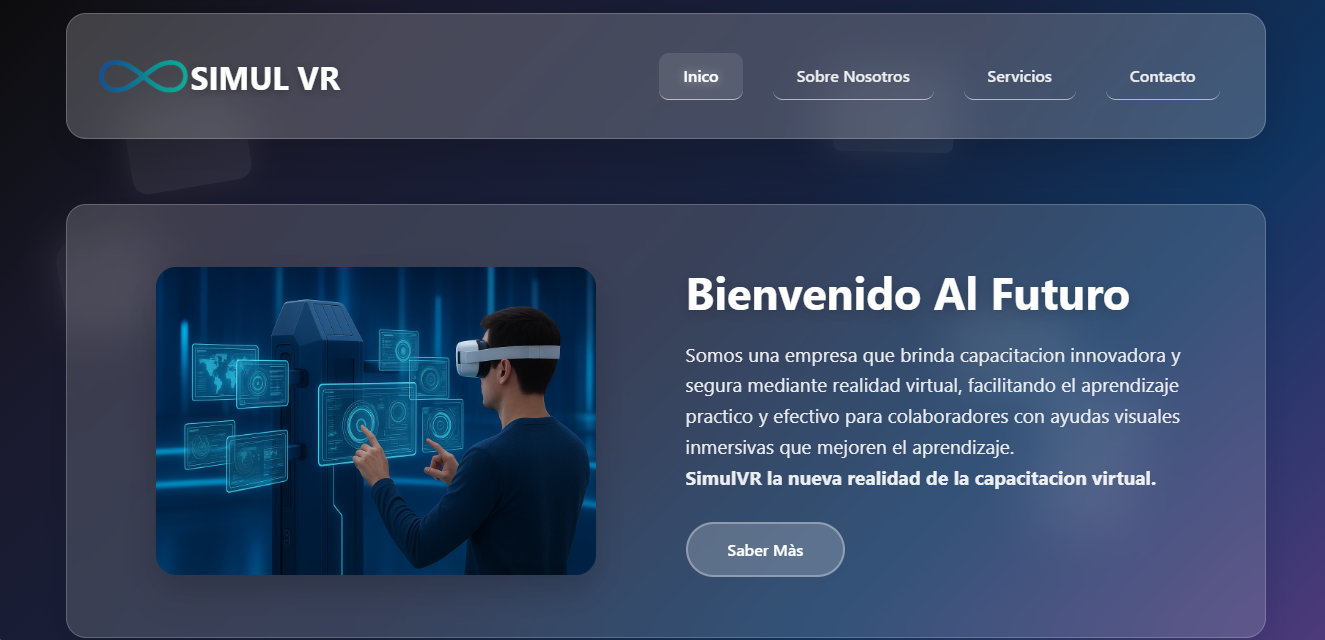 SIMUL VR
Inico
Sobre Nosotros
Servicios
Contacto
Bienvenido Al Futuro
Somos una empresa que brinda capacitacion innovadora y
segura mediante realidad virtual, facilitando el aprendizaje
practico y efectivo para colaboradores con ayudas visuales
inmersivas que mejoren el aprendizaje.
SimulVR la nueva realidad de la capacitacion virtual.
Saber Màs